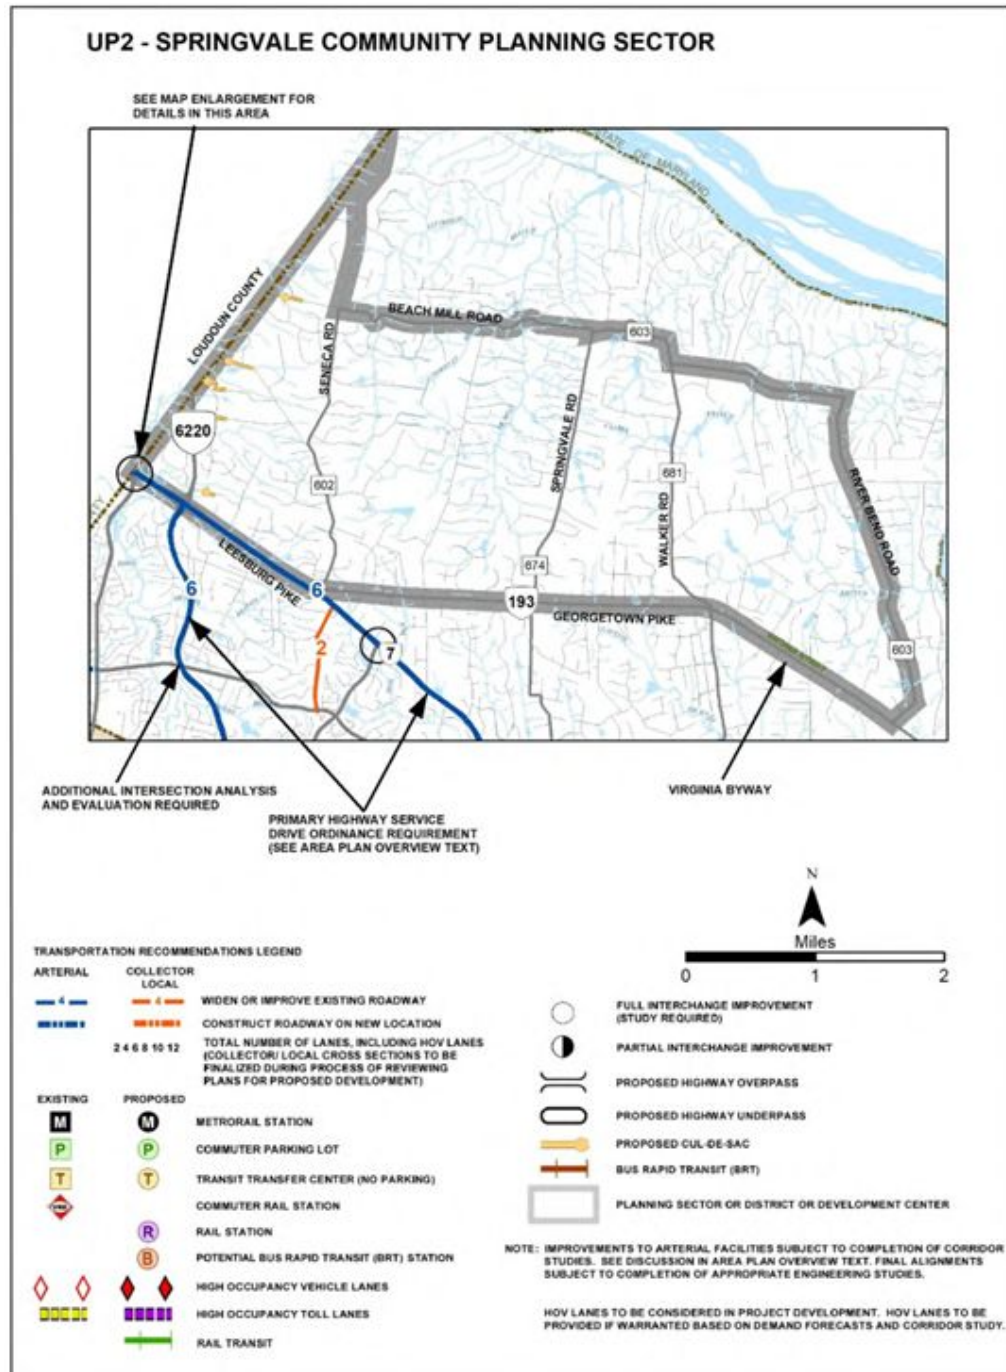 UP2 - SPRINGVALE COMMUNITY PLANNING SECTOR
SEE MAP ENLARGEMENT FOR
DETAILS IN THIS AREA
STATE OF MARYLAND
LOUDOUN COUNTY
BEACH MILL ROAD
603
SENECA RD
SPRINGVALE RD
6220
602
681
WALKER RD
RIVER BEND ROAD
LEESBURG PIKE
674
6
6
193
GEORGETOWN PIKE
2
7
603
ADDITIONAL INTERSECTION ANALYSIS
AND EVALUATION REQUIRED
PRIMARY HIGHWAY SERVICE
DRIVE ORDINANCE REQUIREMENT
(SEE AREA PLAN OVERVIEW TEXT)
VIRGINIA BYWAY
N
Miles
0 1 2
TRANSPORTATION RECOMMENDATIONS LEGEND
ARTERIAL
COLLECTOR
LOCAL
4 4 WIDEN OR IMPROVE EXISTING ROADWAY
CONSTRUCT ROADWAY ON NEW LOCATION
2 4 6 8 10 12 TOTAL NUMBER OF LANES, INCLUDING HOV LANES
(COLLECTOR/ LOCAL CROSS SECTIONS TO BE
FINALIZED DURING PROCESS OF REVIEWING
PLANS FOR PROPOSED DEVELOPMENT)
EXISTING PROPOSED
M M METRORAIL STATION
P P COMMUTER PARKING LOT
T T TRANSIT TRANSFER CENTER (NO PARKING)
COMMUTER RAIL STATION
R RAIL STATION
B POTENTIAL BUS RAPID TRANSIT (BRT) STATION
HIGH OCCUPANCY VEHICLE LANES
HIGH OCCUPANCY TOLL LANES
RAIL TRANSIT
FULL INTERCHANGE IMPROVEMENT
(STUDY REQUIRED)
PARTIAL INTERCHANGE IMPROVEMENT
PROPOSED HIGHWAY OVERPASS
PROPOSED HIGHWAY UNDERPASS
PROPOSED CUL-DE-SAC
BUS RAPID TRANSIT (BRT)
PLANNING SECTOR OR DISTRICT OR DEVELOPMENT CENTER
NOTE: IMPROVEMENTS TO ARTERIAL FACILITIES SUBJECT TO COMPLETION OF CORRIDOR
STUDIES. SEE DISCUSSION IN AREA PLAN OVERVIEW TEXT. FINAL ALIGNMENTS
SUBJECT TO COMPLETION OF APPROPRIATE ENGINEERING STUDIES.
HOV LANES TO BE CONSIDERED IN PROJECT DEVELOPMENT. HOV LANES TO BE
PROVIDED IF WARRANTED BASED ON DEMAND FORECASTS AND CORRIDOR STUDY.